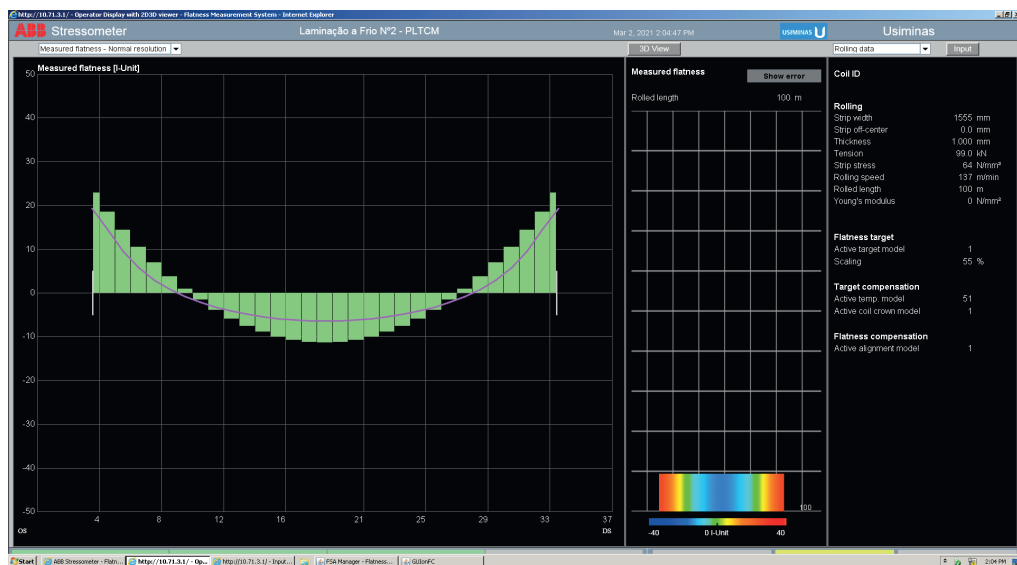 http://10.71.3.1/ - Operator Display with 2D3D viewer - Flatness Measurement System - Internet Explorer
ABB Stressometer
Laminação a Frio Nº2 - PLTCM
Mar 2, 2021 2:04:47 PM
USIMINAS U
Usiminas
Measured flatness - Normal resolution
3D View
Rolling data
Input
Measured flatness [I-Unit]
50
40
30
20
10
0
-10
-20
-30
-40
-50
4 8 12 16 21 25 29 33 37
OS DS
Measured flatness
Show error
Rolled length 100 m
100
-40 0 I-Unit 40
Coil ID
Rolling
Strip width 1555 mm
Strip off-center 0.0 mm
Thickness 1.000 mm
Tension 99.0 kN
Strip stress 64 N/mm²
Rolling speed 137 m/min
Rolled length 100 m
Young's modulus 0 N/mm²
Flatness target
Active target model 1
Scaling 55 %
Target compensation
Active temp. model 51
Active coil crown model 1
Flatness compensation
Active alignment model 1
Start
ABB Stressometer - Flatn...
http://10.71.3.1/ - Op...
http://10.71.3.1/ - Input...
FSA Manager - Flatness...
GUIonFC
2:04 PM